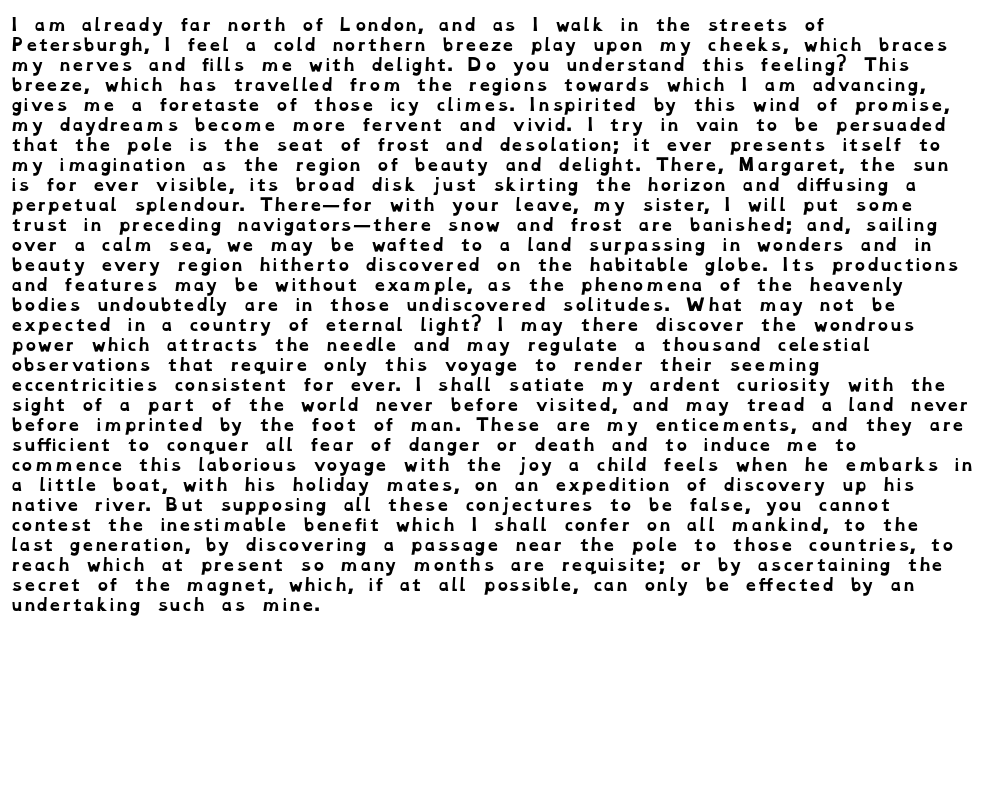 I am already far north of London, and as I walk in the streets of
Petersburgh, I feel a cold northern breeze play upon my cheeks, which braces
my nerves and fills me with delight. Do you understand this feeling? This
breeze, which has travelled from the regions towards which I am advancing,
gives me a foretaste of those icy climes. Inspirited by this wind of promise,
my daydreams become more fervent and vivid. I try in vain to be persuaded
that the pole is the seat of frost and desolation; it ever presents itself to
my imagination as the region of beauty and delight. There, Margaret, the sun
is for ever visible, its broad disk just skirting the horizon and diffusing a
perpetual splendour. There—for with your leave, my sister, I will put some
trust in preceding navigators—there snow and frost are banished; and, sailing
over a calm sea, we may be wafted to a land surpassing in wonders and in
beauty every region hitherto discovered on the habitable globe. Its productions
and features may be without example, as the phenomena of the heavenly
bodies undoubtedly are in those undiscovered solitudes. What may not be
expected in a country of eternal light? I may there discover the wondrous
power which attracts the needle and may regulate a thousand celestial
observations that require only this voyage to render their seeming
eccentricities consistent for ever. I shall satiate my ardent curiosity with the
sight of a part of the world never before visited, and may tread a land never
before imprinted by the foot of man. These are my enticements, and they are
sufficient to conquer all fear of danger or death and to induce me to
commence this laborious voyage with the joy a child feels when he embarks in
a little boat, with his holiday mates, on an expedition of discovery up his
native river. But supposing all these conjectures to be false, you cannot
contest the inestimable benefit which I shall confer on all mankind, to the
last generation, by discovering a passage near the pole to those countries, to
reach which at present so many months are requisite; or by ascertaining the
secret of the magnet, which, if at all possible, can only be effected by an
undertaking such as mine.